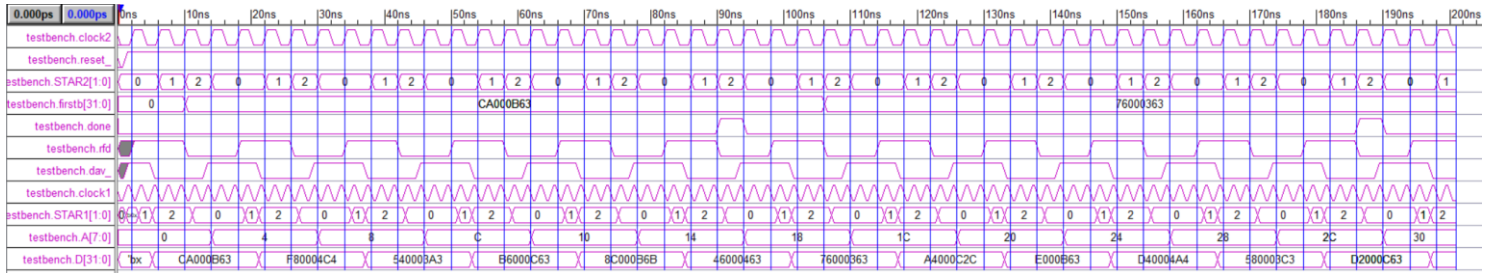 0.000ps 0.000ps 0ns 10ns 20ns 30ns 40ns 50ns 60ns 70ns 80ns 90ns 100ns 110ns 120ns 130ns 140ns 150ns 160ns 170ns 180ns 190ns 200ns
testbench.clock2
testbench.reset_
estbench.STAR2[1:0] 0 1 2 0 1 2 0 1 2 0 1 2 0 1 2 0 1 2 0 1 2 0 1 2 0 1 2 0 1 2 0 1 2 0 1 2 0 1
testbench.firstb[31:0] 0 CA000B63 76000363
testbench.done
testbench.rfd
testbench.dav_
testbench.clock1
estbench.STAR1[1:0] 0 1 2 0 1 2 0 1 2 0 1 2 0 1 2 0 1 2 0 1 2 0 1 2 0 1 2 0 1 2 0 1 2 0 1 2 0 1 2
testbench.A[7:0] 0 4 8 C 10 14 18 1C 20 24 28 2C 30
testbench.D[31:0] 'bx CA000B63 F80004C4 540003A3 B6000C63 8C000B6B 46000463 76000363 A4000C2C E000B63 D40004A4 580003C3 D2000C63